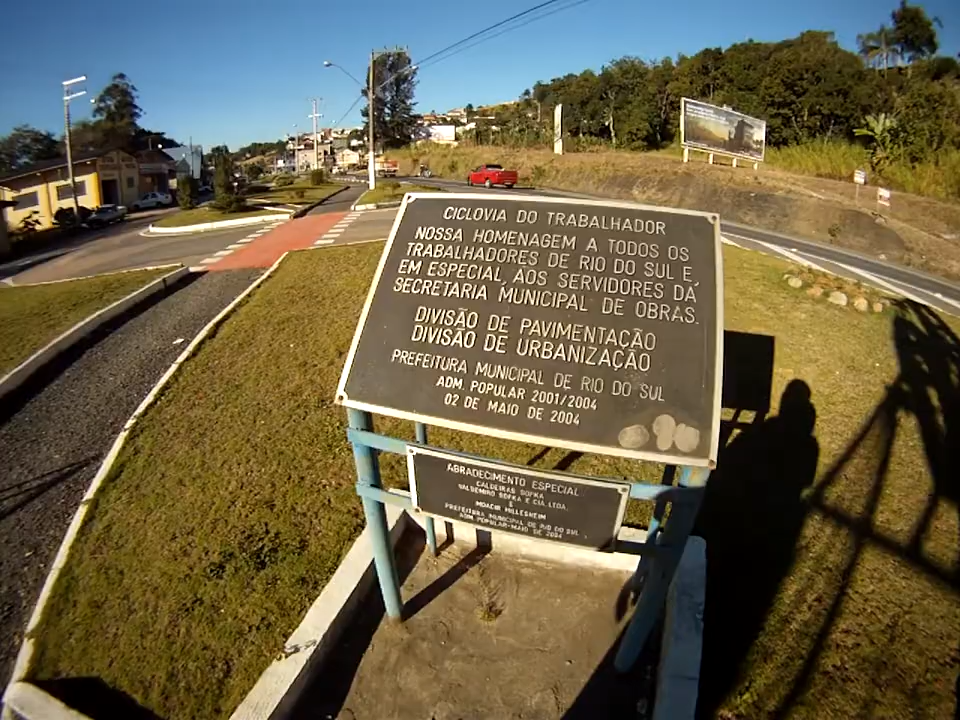 CICLOVIA DO TRABALHADOR
NOSSA HOMENAGEM A TODOS OS
TRABALHADORES DE RIO DO SUL E,
EM ESPECIAL, AOS SERVIDORES DA
SECRETARIA MUNICIPAL DE OBRAS.
DIVISÃO DE PAVIMENTAÇÃO
DIVISÃO DE URBANIZAÇÃO
PREFEITURA MUNICIPAL DE RIO DO SUL
ADM. POPULAR 2001/2004
02 DE MAIO DE 2004
AGRADECIMENTO ESPECIAL
CALDEIRAS SOFKA
VALDEMIRO SOFKA E CIA. LTDA.
E
MOACIR HILLESHEIM
PREFEITURA MUNICIPAL DE RIO DO SUL
ADM. POPULAR-MAIO DE 2004